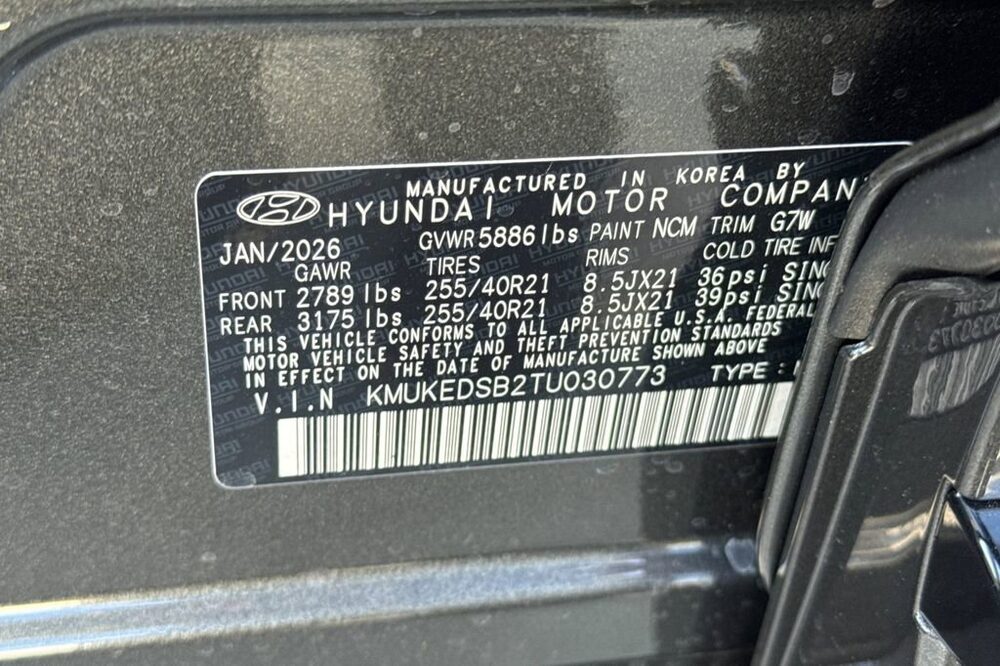 MANUFACTURED IN KOREA BY
HYUNDAI MOTOR COMPAN
JAN/2026 GVWR 5886 lbs PAINT NCM TRIM G7W
GAWR TIRES RIMS COLD TIRE INF
FRONT 2789 lbs 255/40R21 8.5JX21 36psi SING
REAR 3175 lbs 255/40R21 8.5JX21 39psi SING
THIS VEHICLE CONFORMS TO ALL APPLICABLE U.S.A. FEDERAL
MOTOR VEHICLE SAFETY AND THEFT PREVENTION STANDARDS
IN EFFECT ON THE DATE OF MANUFACTURE SHOWN ABOVE
V.I.N KMUKEDSB2TU030773 TYPE :